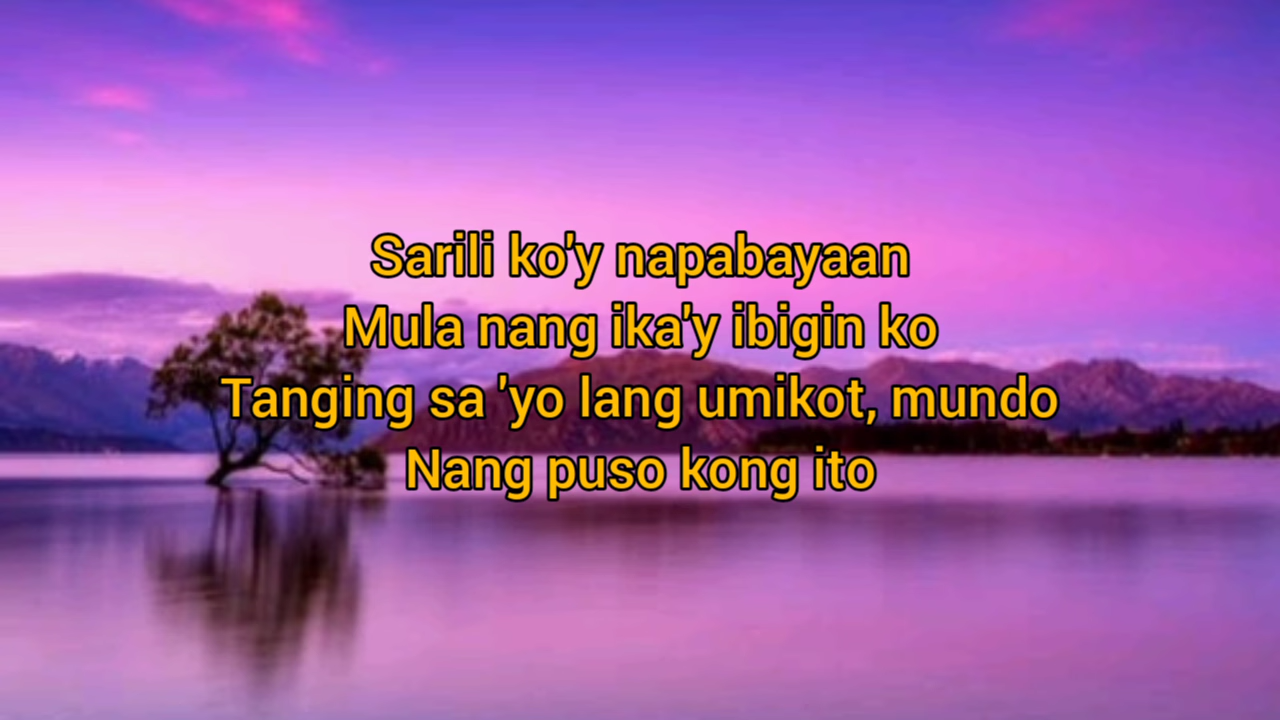 Sarili ko'y napabayaan
Mula nang ika'y ibigin ko
Tanging sa 'yo lang umikot, mundo
Nang puso kong ito